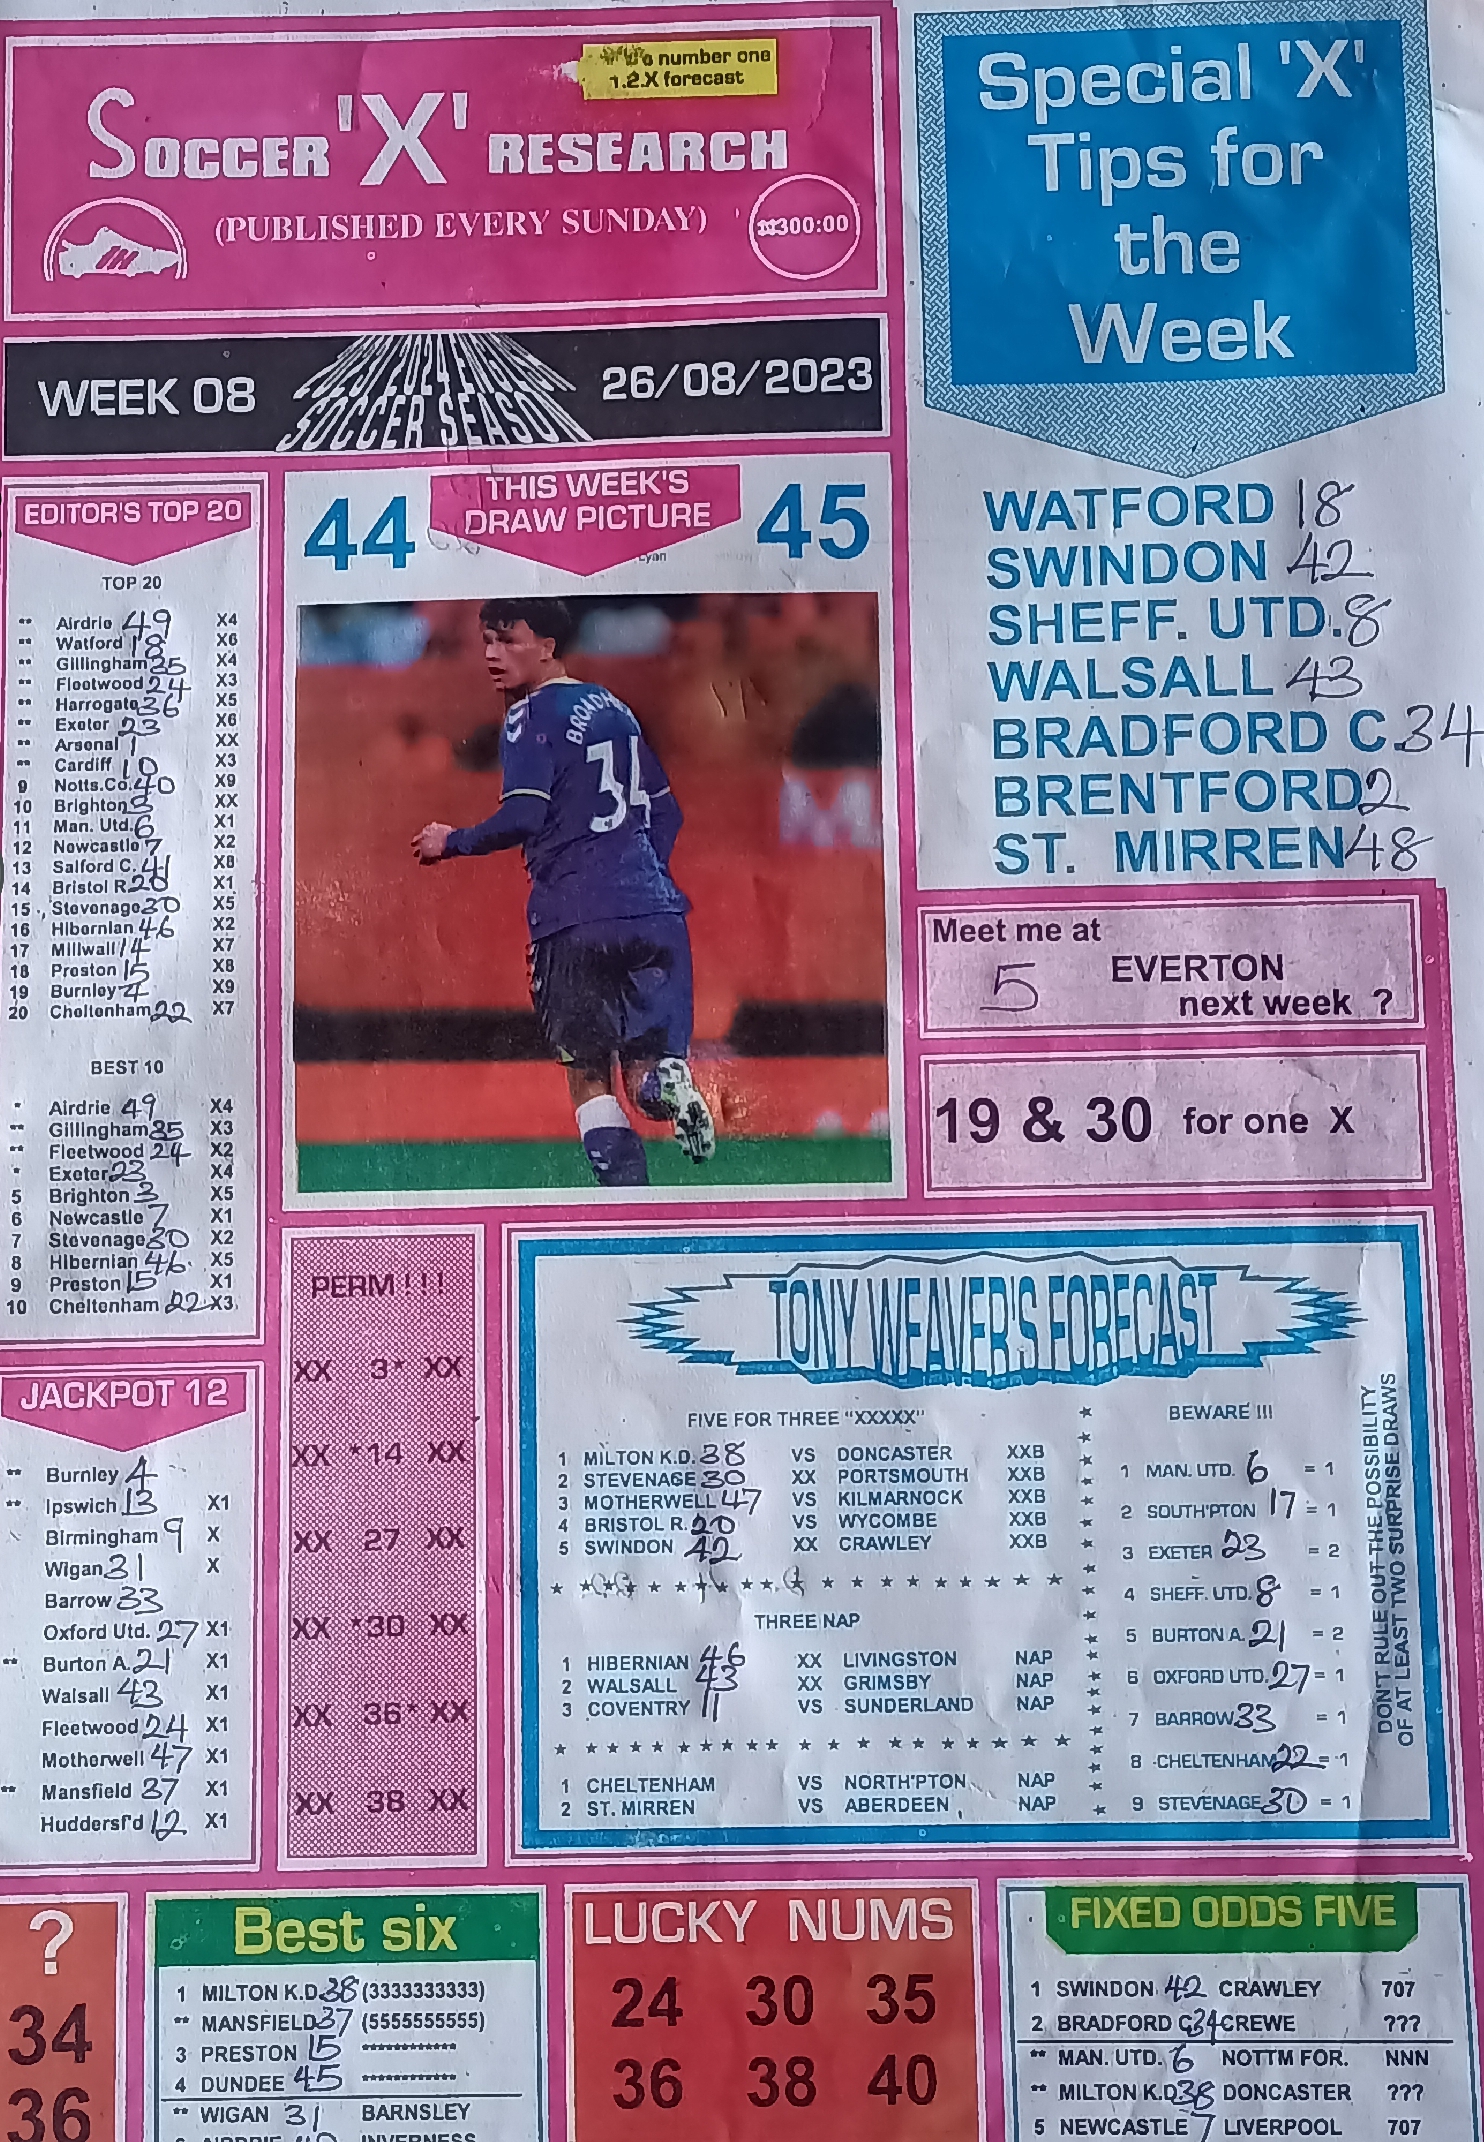 number one
1.2.X forecast
SOCCER 'X' RESEARCH
(PUBLISHED EVERY SUNDAY)
₦300:00
WEEK 08
2023/2024 ENGLISH
SOCCER SEASON
26/08/2023
Special 'X'
Tips for
the
Week
WATFORD 18
SWINDON 42
SHEFF. UTD. 8
WALSALL 43
BRADFORD C. 34
BRENTFORD 2
ST. MIRREN 48
Meet me at
5 EVERTON
next week ?
19 & 30 for one X
EDITOR'S TOP 20
TOP 20
** Airdrie 49 X4
** Watford 18 X6
** Gillingham 35 X4
** Fleetwood 24 X3
** Harrogate 36 X5
** Exeter 23 X6
** Arsenal 1 XX
** Cardiff 10 X3
9 Notts.Co. 40 X9
10 Brighton 3 XX
11 Man. Utd. 6 X1
12 Newcastle 7 X2
13 Salford C. 41 X8
14 Bristol R. 20 X1
15 Stevenage 30 X5
16 Hibernian 46 X2
17 Millwall 14 X7
18 Preston 15 X8
19 Burnley 4 X9
20 Cheltenham 22 X7
BEST 10
* Airdrie 49 X4
** Gillingham 35 X3
** Fleetwood 24 X2
* Exeter 23 X4
5 Brighton 3 X5
6 Newcastle 7 X1
7 Stevenage 30 X2
8 Hibernian 46 X5
9 Preston 15 X1
10 Cheltenham 22 X3
44 THIS WEEK'S 45
DRAW PICTURE
Cyan
BROADHE
34
JACKPOT 12
** Burnley 4
** Ipswich 13 X1
Birmingham 9 X
Wigan 31 X
Barrow 33
Oxford Utd. 27 X1
** Burton A. 21 X1
Walsall 43 X1
Fleetwood 24 X1
Motherwell 47 X1
** Mansfield 37 X1
Huddersf'd 12 X1
PERM ! ! !
XX 3* XX
XX *14 XX
XX 27 XX
XX *30 XX
XX 36* XX
XX 38 XX
TONY WEAVER'S FORECAST
FIVE FOR THREE "XXXXX"
1 MILTON K.D. 38 VS DONCASTER XXB
2 STEVENAGE 30 XX PORTSMOUTH XXB
3 MOTHERWELL 47 VS KILMARNOCK XXB
4 BRISTOL R. 20 VS WYCOMBE XXB
5 SWINDON 42 XX CRAWLEY XXB
THREE NAP
1 HIBERNIAN 46 XX LIVINGSTON NAP
2 WALSALL 43 XX GRIMSBY NAP
3 COVENTRY 11 VS SUNDERLAND NAP
1 CHELTENHAM VS NORTH'PTON NAP
2 ST. MIRREN VS ABERDEEN NAP
BEWARE !!!
1 MAN. UTD. 6 = 1
2 SOUTH'PTON 17 = 1
3 EXETER 23 = 2
4 SHEFF. UTD. 8 = 1
5 BURTON A. 21 = 2
6 OXFORD UTD. 27 = 1
7 BARROW 33 = 1
8 CHELTENHAM 22 = 1
9 STEVENAGE 30 = 1
DON'T RULE OUT THE POSSIBILITY
OF AT LEAST TWO SURPRISE DRAWS
?
34
36
Best six
1 MILTON K.D. 38 (3333333333)
** MANSFIELD 37 (5555555555)
3 PRESTON 15 ************
4 DUNDEE 45 ************
** WIGAN 31 BARNSLEY
AIRDRIE 49 INVERNESS
LUCKY NUMS
24 30 35
36 38 40
FIXED ODDS FIVE
1 SWINDON 42 CRAWLEY 707
2 BRADFORD C. 34 CREWE ???
** MAN. UTD. 6 NOTTM FOR. NNN
** MILTON K.D. 38 DONCASTER ???
5 NEWCASTLE 7 LIVERPOOL 707